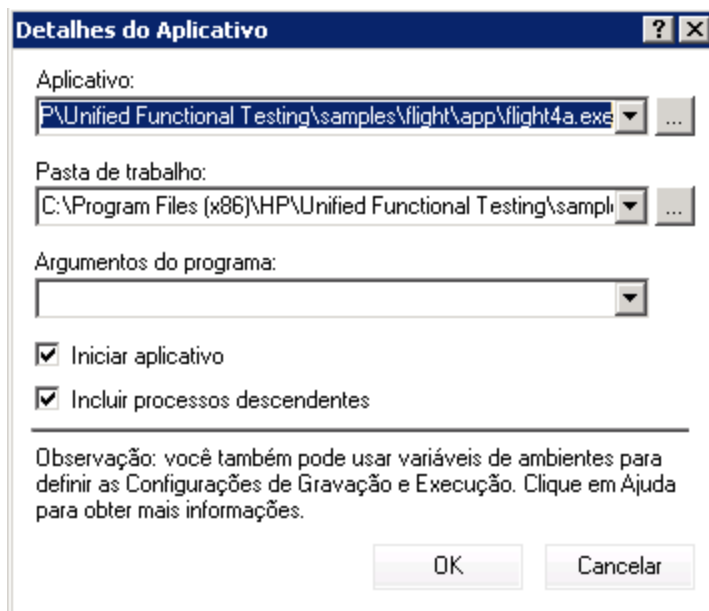 Detalhes do Aplicativo
Aplicativo:
P\Unified Functional Testing\samples\flight\app\flight4a.exe
...
Pasta de trabalho:
C:\Program Files (x86)\HP\Unified Functional Testing\sampl
...
Argumentos do programa:
Iniciar aplicativo
Incluir processos descendentes
Observação: você também pode usar variáveis de ambientes para
definir as Configurações de Gravação e Execução. Clique em Ajuda
para obter mais informações.
OK Cancelar